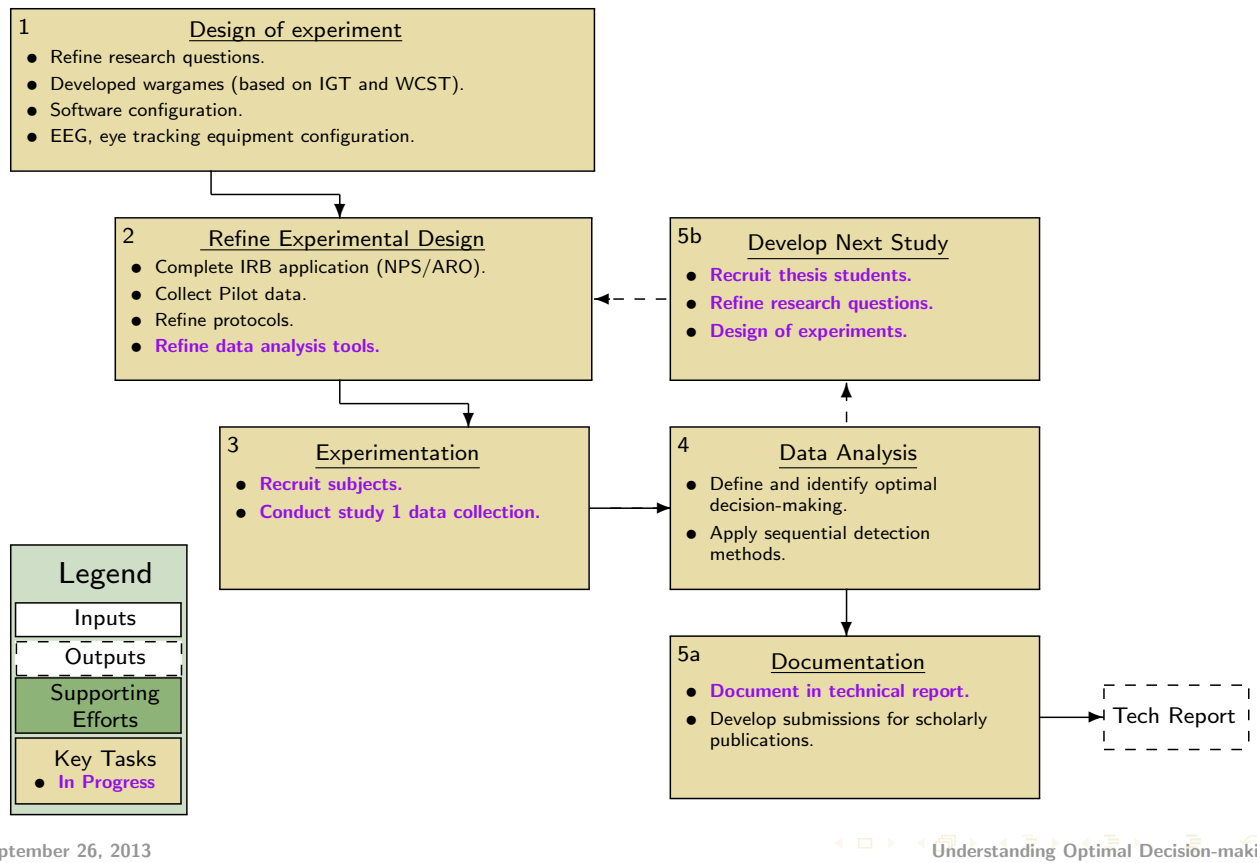 1
Design of experiment
● Refine research questions.
● Developed wargames (based on IGT and WCST).
● Software configuration.
● EEG, eye tracking equipment configuration.
2
Refine Experimental Design
● Complete IRB application (NPS/ARO).
● Collect Pilot data.
● Refine protocols.
● Refine data analysis tools.
5b
Develop Next Study
● Recruit thesis students.
● Refine research questions.
● Design of experiments.
3
Experimentation
● Recruit subjects.
● Conduct study 1 data collection.
4
Data Analysis
● Define and identify optimal
decision-making.
● Apply sequential detection
methods.
Legend
Inputs
Outputs
Supporting
Efforts
Key Tasks
● In Progress
5a
Documentation
● Document in technical report.
● Develop submissions for scholarly
publications.
Tech Report
ptember 26, 2013
Understanding Optimal Decision-maki